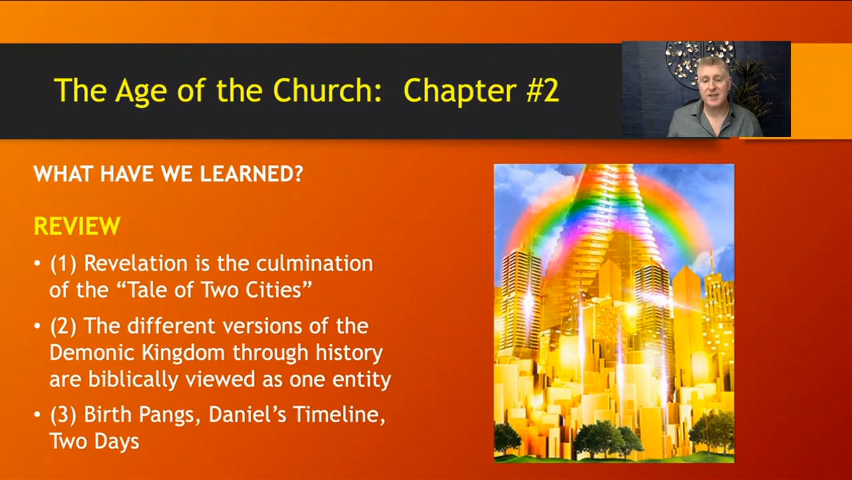 The Age of the Church: Chapter #2
WHAT HAVE WE LEARNED?
REVIEW
• (1) Revelation is the culmination
of the “Tale of Two Cities”
• (2) The different versions of the
Demonic Kingdom through history
are biblically viewed as one entity
• (3) Birth Pangs, Daniel’s Timeline,
Two Days